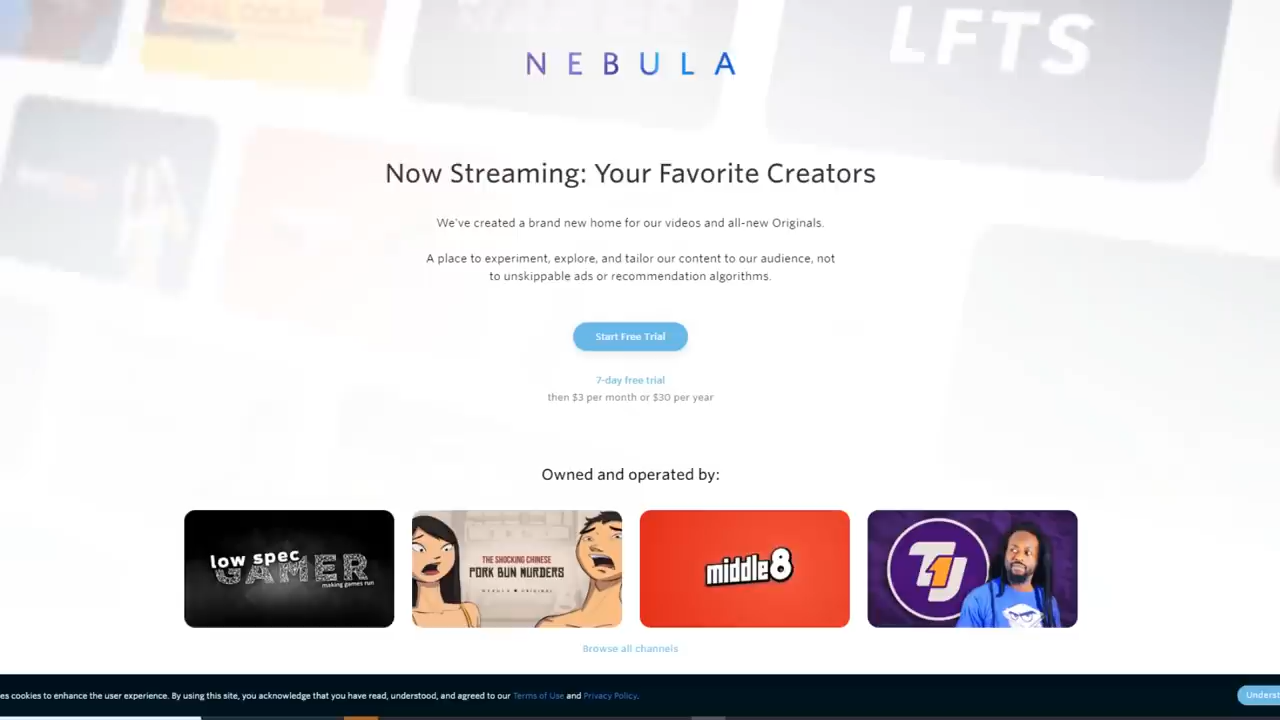 LFTS
NEBULA
Now Streaming: Your Favorite Creators
We've created a brand new home for our videos and all-new Originals.
A place to experiment, explore, and tailor our content to our audience, not
to unskippable ads or recommendation algorithms.
Start Free Trial
7-day free trial
then $3 per month or $30 per year
Owned and operated by:
low spec
GAMER
making games run
THE SHOCKING CHINESE
PORK BUN MURDERS
NEBULA ORIGINAL
middle8
T1J
Browse all channels
es cookies to enhance the user experience. By using this site, you acknowledge that you have read, understood, and agreed to our Terms of Use and Privacy Policy.
Underst